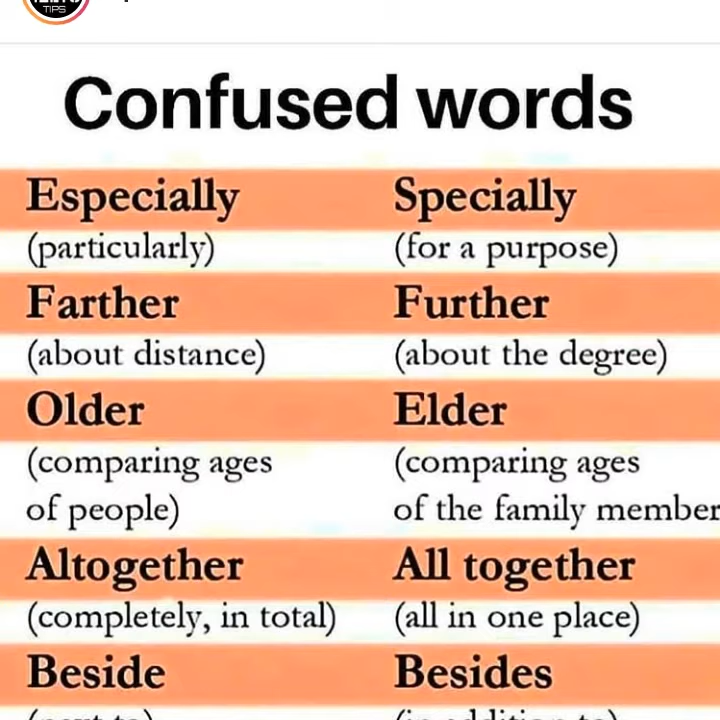 TIPS
Confused words
Especially Specially
(particularly) (for a purpose)
Farther Further
(about distance) (about the degree)
Older Elder
(comparing ages (comparing ages
of people) of the family member
Altogether All together
(completely, in total) (all in one place)
Beside Besides